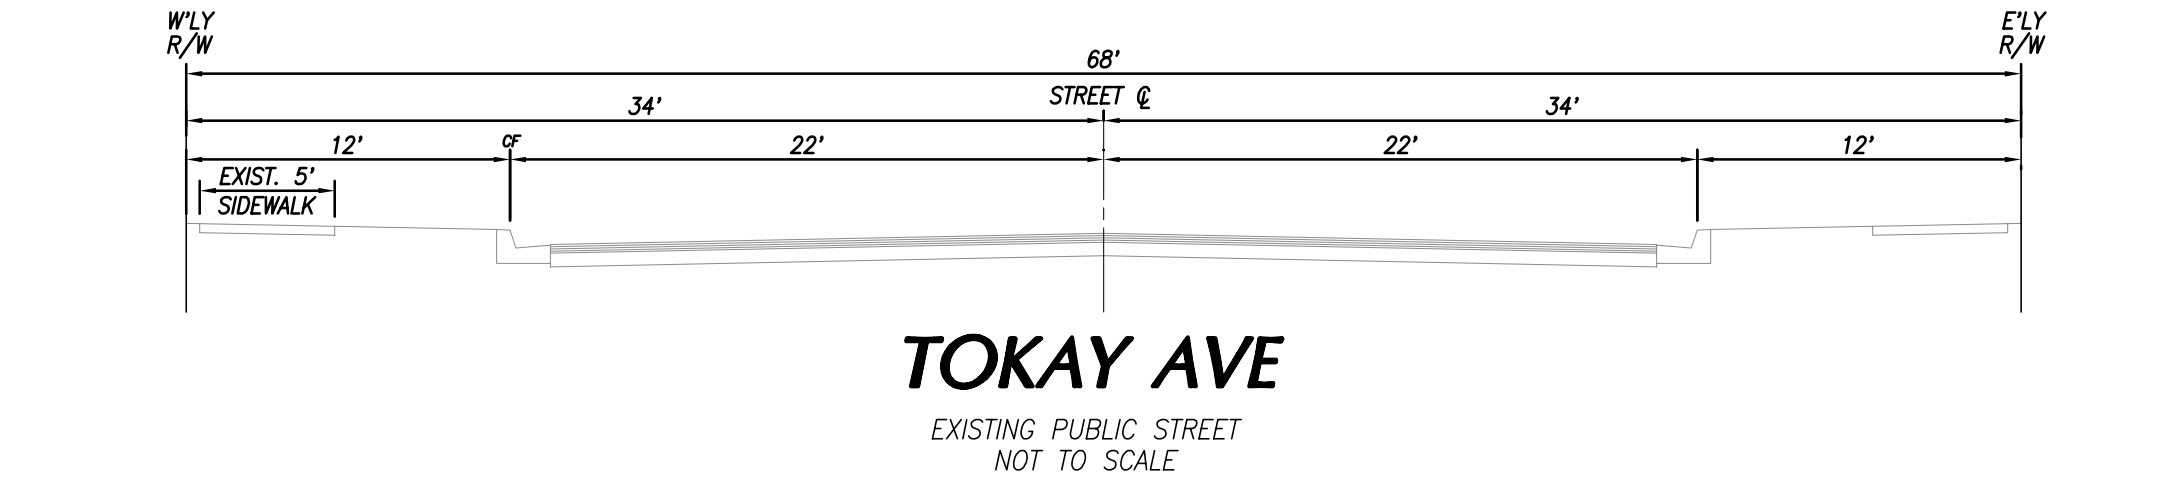 W'LY
R/W
E'LY
R/W
68'
STREET ℄
34'
34'
12'
CF
22'
22'
12'
EXIST. 5'
SIDEWALK
TOKAY AVE
EXISTING PUBLIC STREET
NOT TO SCALE